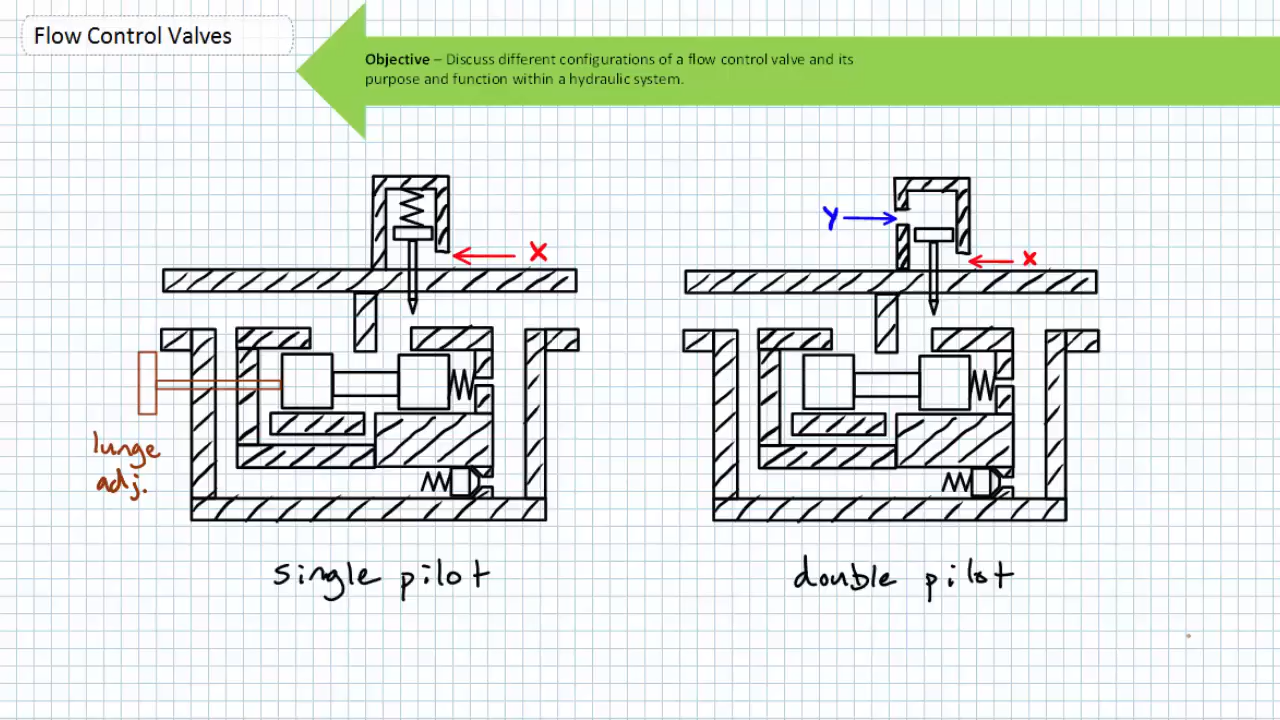 Flow Control Valves
Objective – Discuss different configurations of a flow control valve and its
purpose and function within a hydraulic system.
X
Y
X
lunge
adj.
single pilot
double pilot